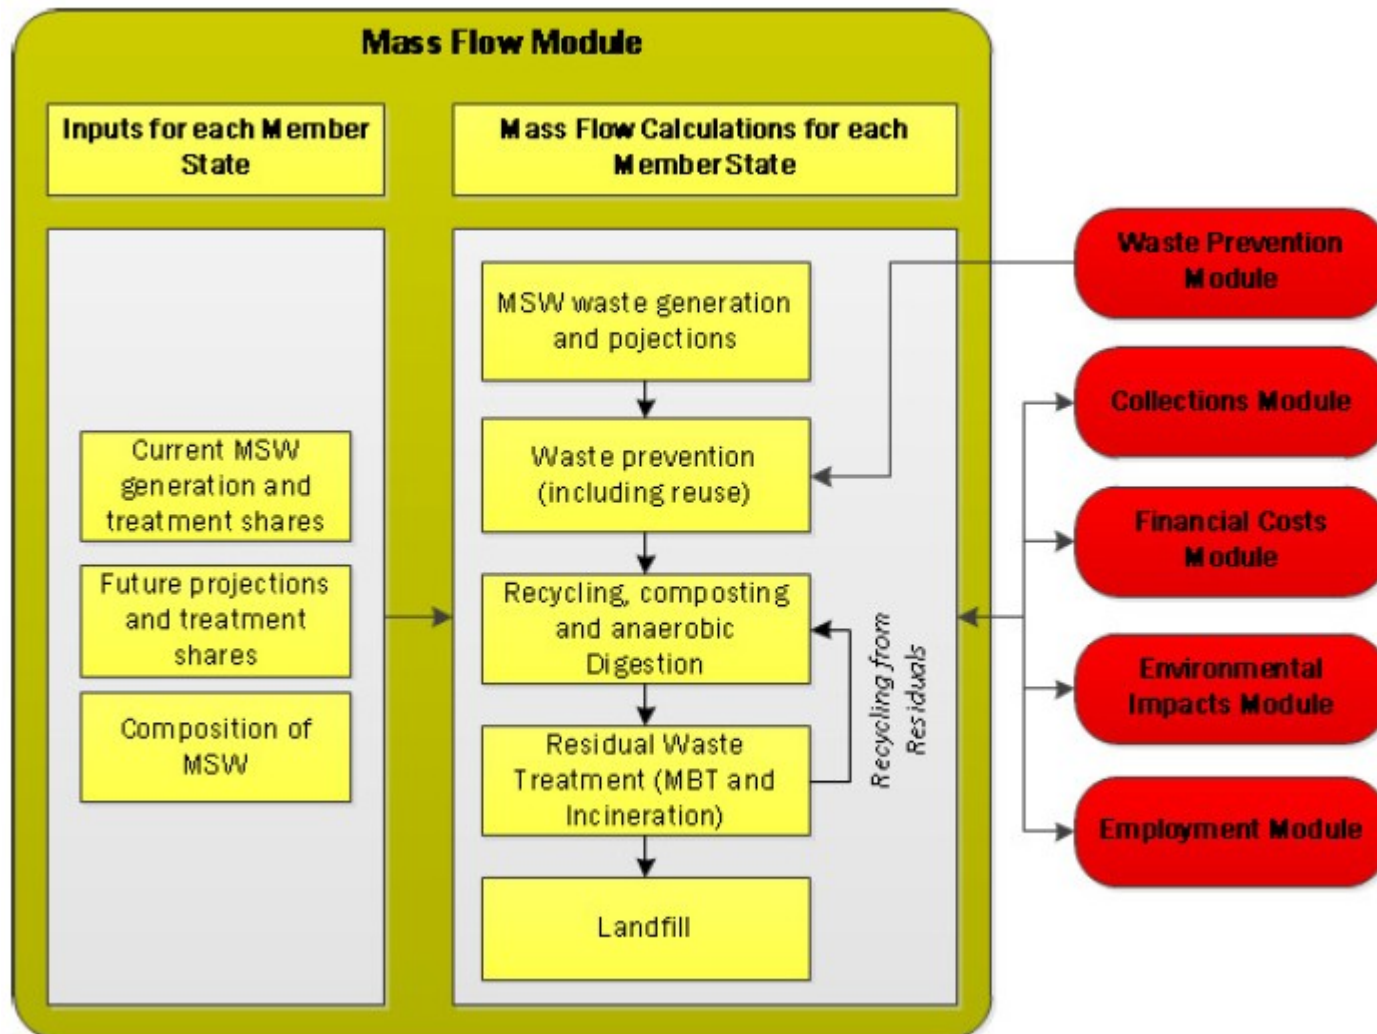 Mass Flow Module
Inputs for each Member
State
Mass Flow Calculations for each
Member State
Current MSW
generation and
treatment shares
Future projections
and treatment
shares
Composition of
MSW
MSW waste generation
and pojections
Waste prevention
(including reuse)
Recycling, composting
and anaerobic
Digestion
Residual Waste
Treatment (MBT and
Incineration)
Landfill
Recycling from
Residuals
Waste Prevention
Module
Collections Module
Financial Costs
Module
Environmental
Impacts Module
Employment Module